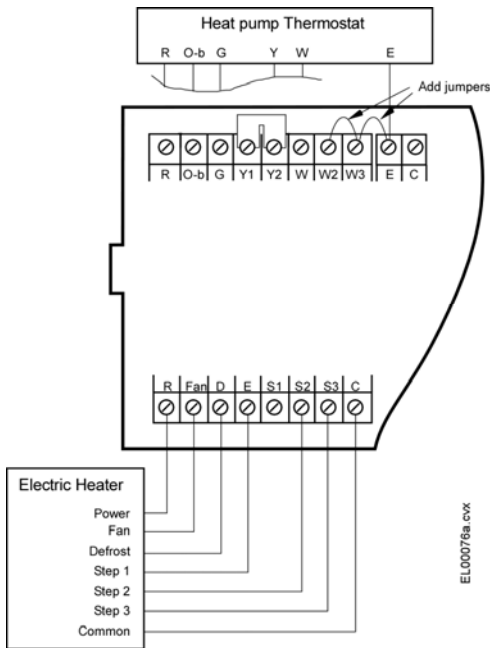 Heat pump Thermostat
R O-b G Y W E
Add jumpers
R O-b G Y1 Y2 W W2 W3 E C
R Fan D E S1 S2 S3 C
Electric Heater
Power
Fan
Defrost
Step 1
Step 2
Step 3
Common
EL00076a.cvx